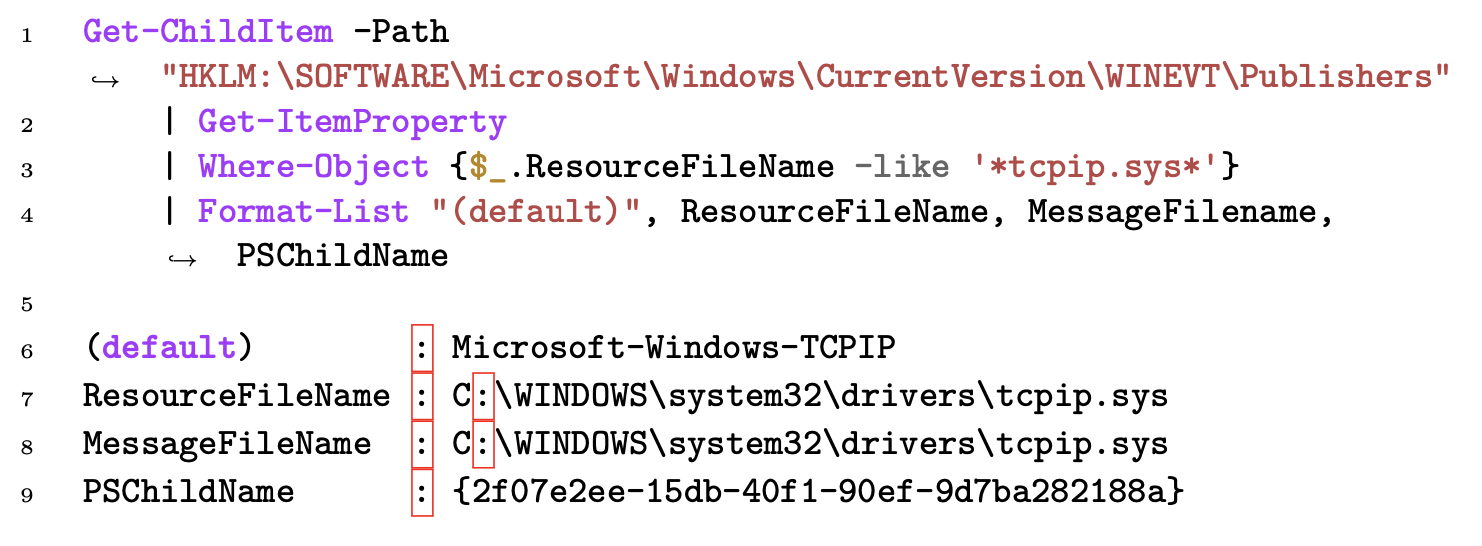 1 Get-ChildItem -Path
↪ "HKLM:\SOFTWARE\Microsoft\Windows\CurrentVersion\WINEVT\Publishers"
2 | Get-ItemProperty
3 | Where-Object {$_.ResourceFileName -like '*tcpip.sys*'}
4 | Format-List "(default)", ResourceFileName, MessageFilename,
↪ PSChildName
5
6 (default) : Microsoft-Windows-TCPIP
7 ResourceFileName : C:\WINDOWS\system32\drivers\tcpip.sys
8 MessageFileName : C:\WINDOWS\system32\drivers\tcpip.sys
9 PSChildName : {2f07e2ee-15db-40f1-90ef-9d7ba282188a}